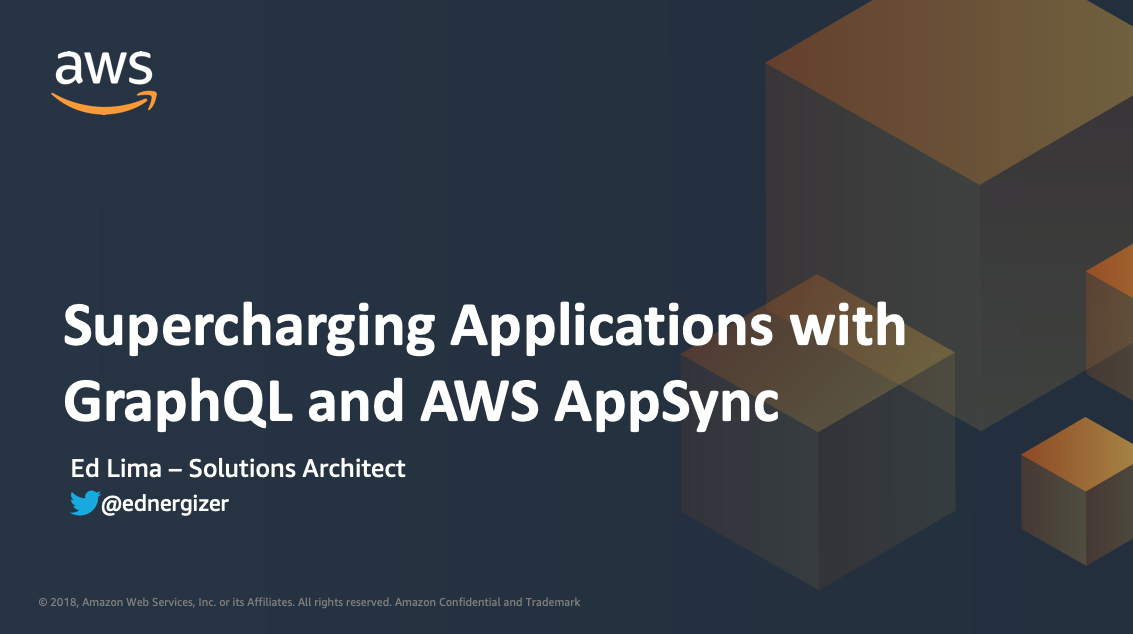 aws
Supercharging Applications with
GraphQL and AWS AppSync
Ed Lima – Solutions Architect
@ednergizer
© 2018, Amazon Web Services, Inc. or its Affiliates. All rights reserved. Amazon Confidential and Trademark